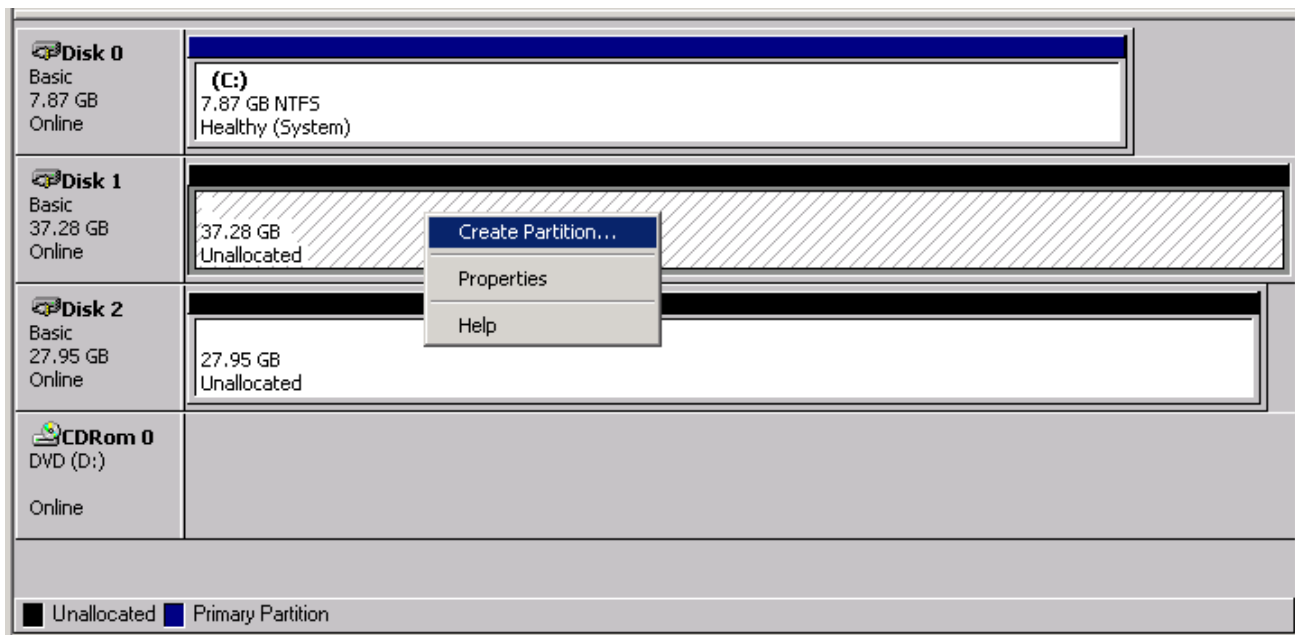 Disk 0
Basic
7.87 GB
Online
(C:)
7.87 GB NTFS
Healthy (System)
Disk 1
Basic
37.28 GB
Online
37.28 GB
Unallocated
Create Partition...
Properties
Help
Disk 2
Basic
27.95 GB
Online
27.95 GB
Unallocated
CDRom 0
DVD (D:)
Online
Unallocated Primary Partition